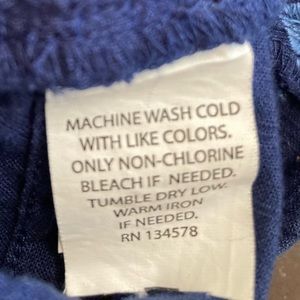 MACHINE WASH COLD
WITH LIKE COLORS.
ONLY NON-CHLORINE
BLEACH IF NEEDED.
TUMBLE DRY LOW.
WARM IRON
IF NEEDED.
RN 134578